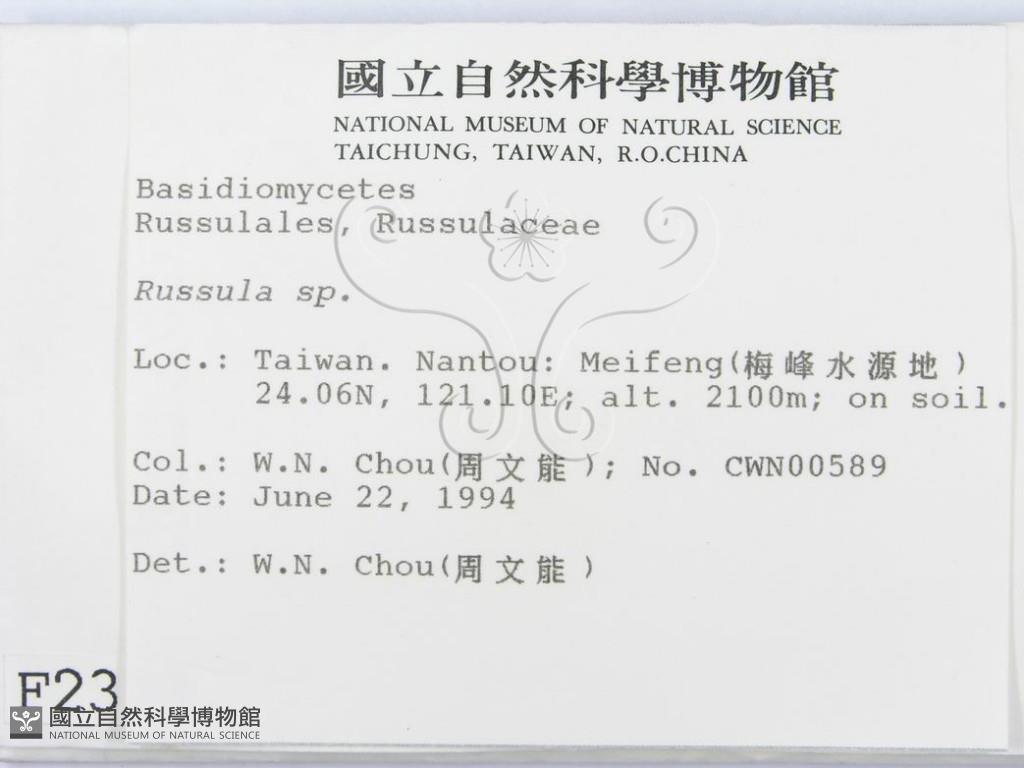 國立自然科學博物館
NATIONAL MUSEUM OF NATURAL SCIENCE
TAICHUNG, TAIWAN, R.O.CHINA
Basidiomycetes
Russulales, Russulaceae
Russula sp.
Loc.: Taiwan. Nantou: Meifeng(梅峰水源地)
24.06N, 121.10E; alt. 2100m; on soil.
Col.: W.N. Chou(周文能); No. CWN00589
Date: June 22, 1994
Det.: W.N. Chou(周文能)
F23
國立自然科學博物館
NATIONAL MUSEUM OF NATURAL SCIENCE